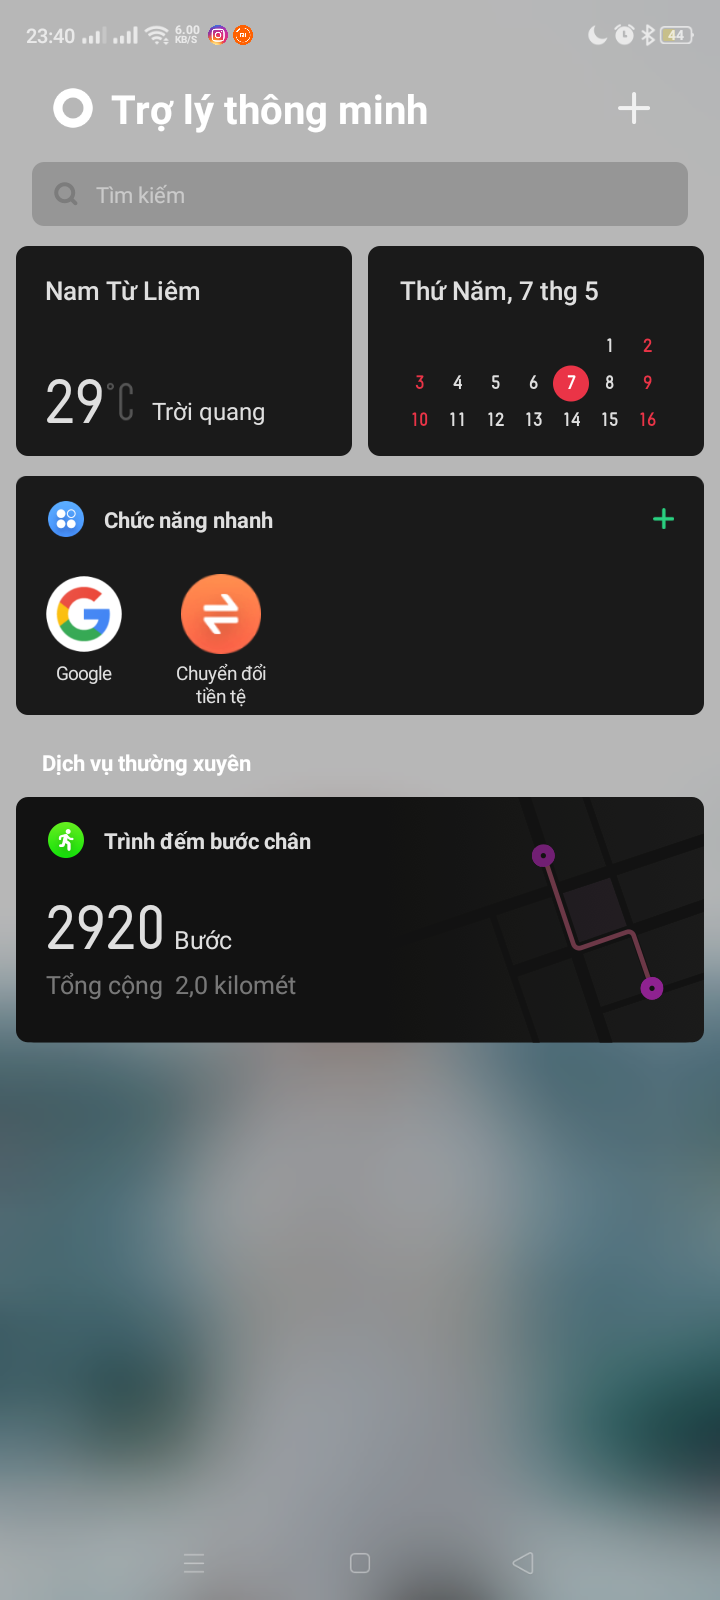 23:40 6.00 KB/S 44
Trợ lý thông minh
Tìm kiếm
Nam Từ Liêm
29°C Trời quang
Thứ Năm, 7 thg 5
1 2
3 4 5 6 7 8 9
10 11 12 13 14 15 16
Chức năng nhanh
Google
Chuyển đổi
tiền tệ
Dịch vụ thường xuyên
Trình đếm bước chân
2920 Bước
Tổng cộng 2,0 kilomét